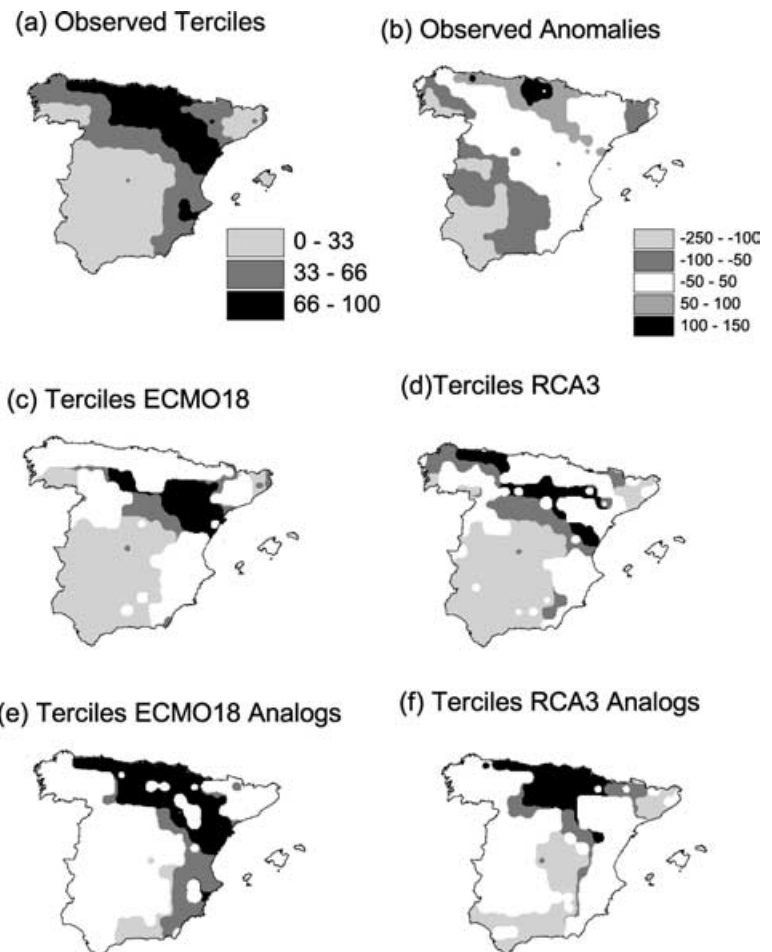 (a) Observed Terciles
(b) Observed Anomalies
0 - 33
33 - 66
66 - 100
-250 - -100
-100 - -50
-50 - 50
50 - 100
100 - 150
(c) Terciles ECMO18
(d)Terciles RCA3
(e) Terciles ECMO18 Analogs
(f) Terciles RCA3 Analogs